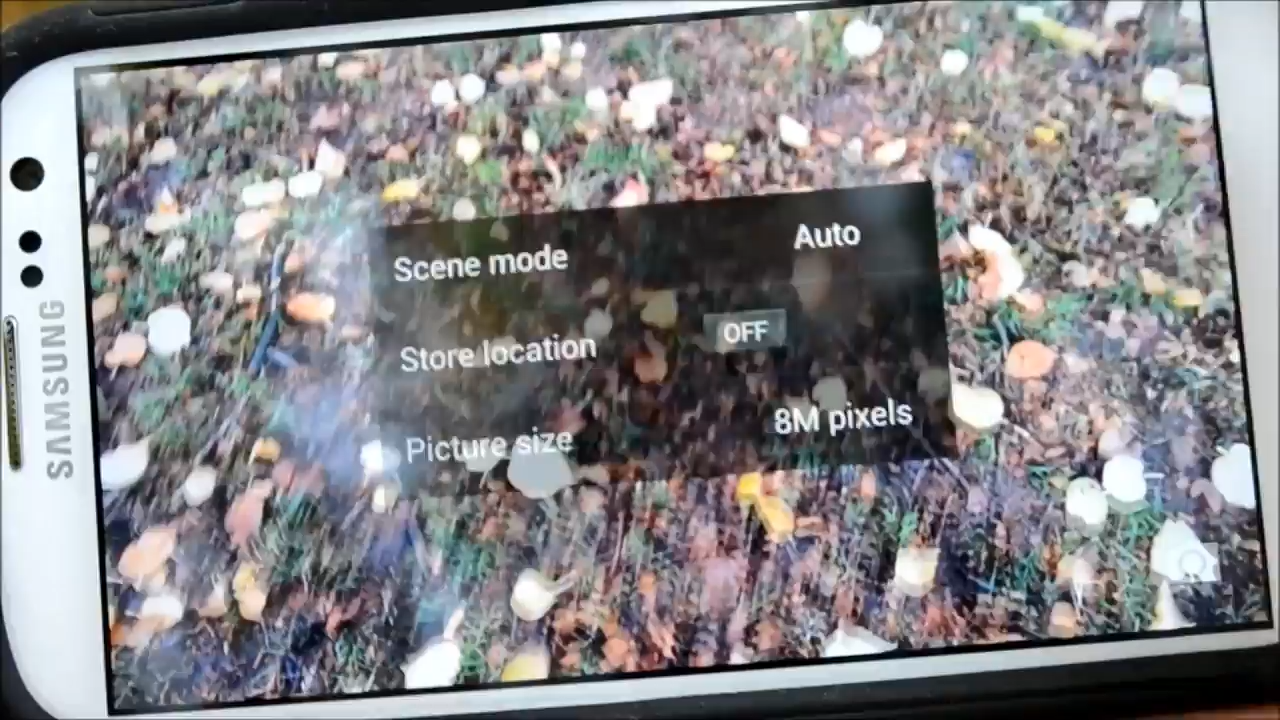 SAMSUNG
Scene mode Auto
Store location OFF
Picture size 8M pixels